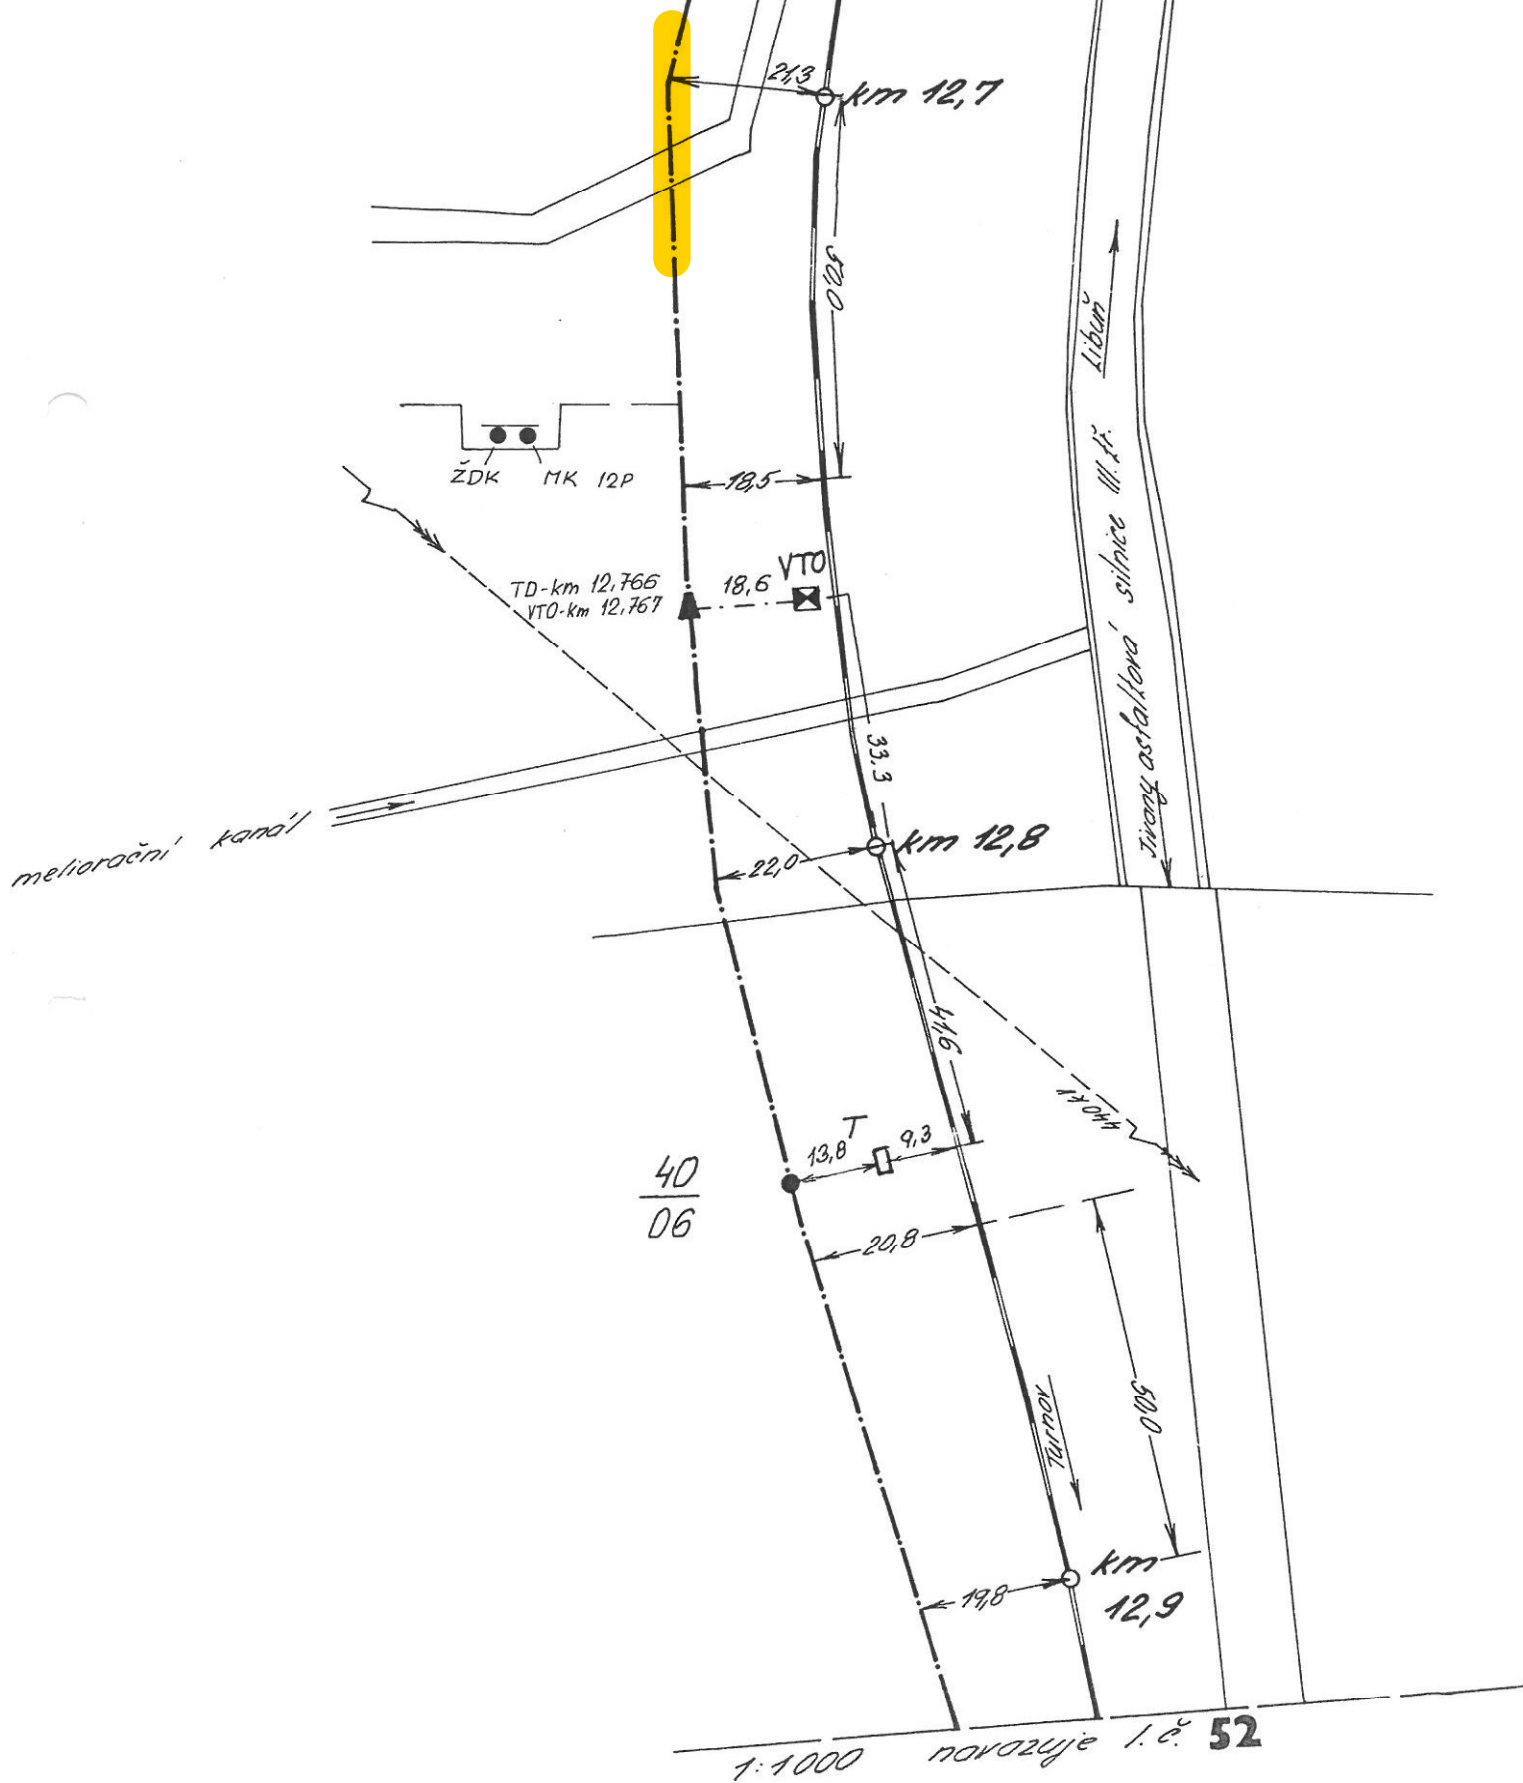 21,3
km 12,7
50,0
Libuň
ŽDK
MK 12P
18,5
VTO
TD-km 12,766
VTO-km 12,767
18,6
Jivany asfaltová silnice III. tř.
33,3
meliorační kanál
km 12,8
22,0
41,6
440 kV
T
13,8
9,3
40
06
20,8
50,0
Turnov
km
12,9
19,8
1:1000 navazuje l. č. 52